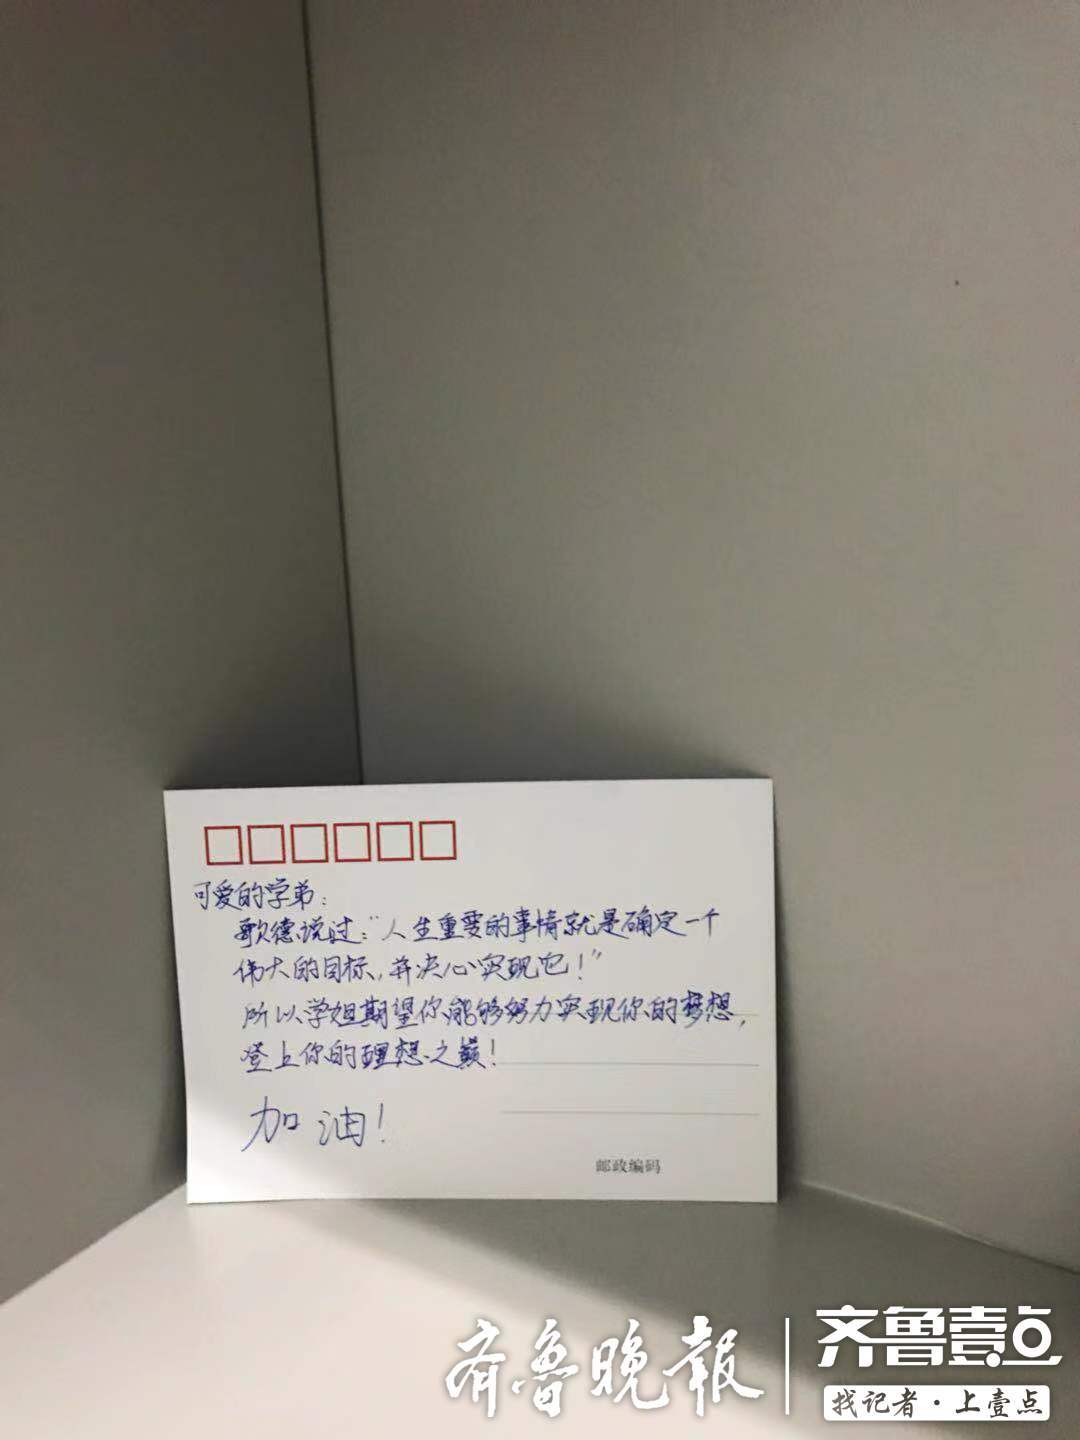 可爱的学弟：
歌德说过：“人生重要的事情就是确定一个
伟大的目标，并决心实现它！”
所以学姐期望你能够努力实现你的梦想，
登上你的理想之巅！
加油！
邮政编码
齐鲁晚报
齐鲁壹点
找记者·上壹点